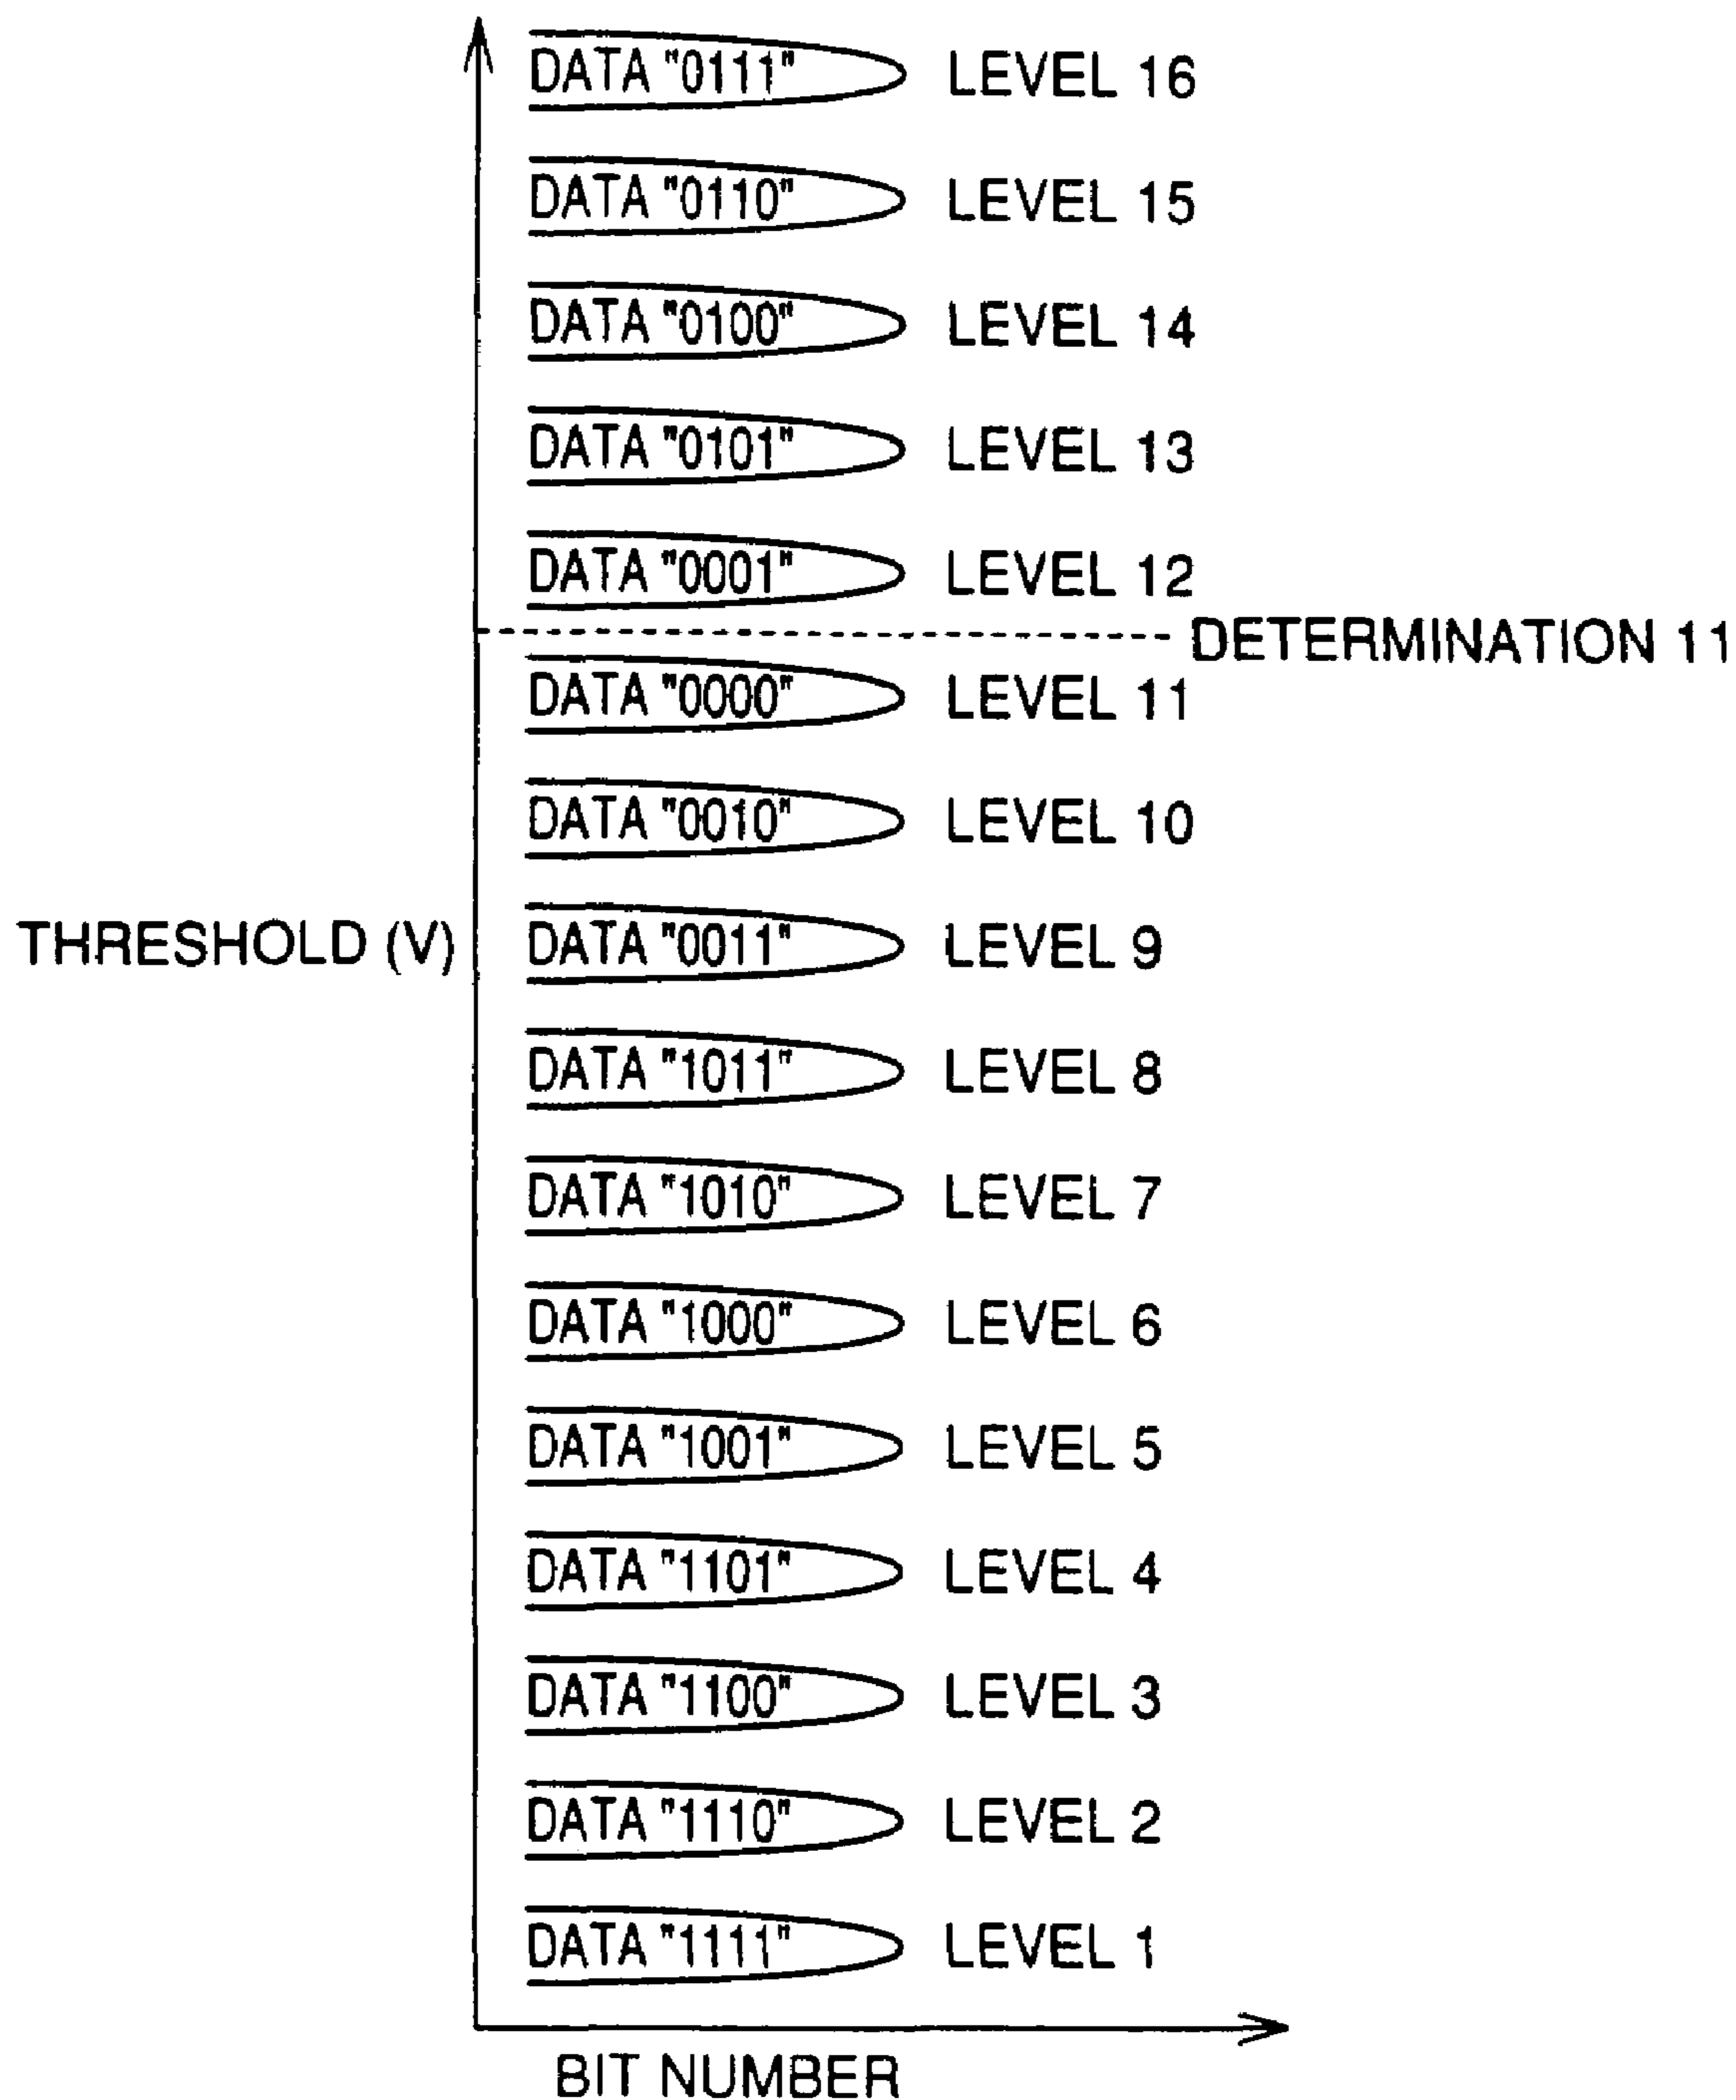 DATA "0111" LEVEL 16
DATA "0110" LEVEL 15
DATA "0100" LEVEL 14
DATA "0101" LEVEL 13
DATA "0001" LEVEL 12
DETERMINATION 11
DATA "0000" LEVEL 11
DATA "0010" LEVEL 10
THRESHOLD (V) DATA "0011" LEVEL 9
DATA "1011" LEVEL 8
DATA "1010" LEVEL 7
DATA "1000" LEVEL 6
DATA "1001" LEVEL 5
DATA "1101" LEVEL 4
DATA "1100" LEVEL 3
DATA "1110" LEVEL 2
DATA "1111" LEVEL 1
BIT NUMBER